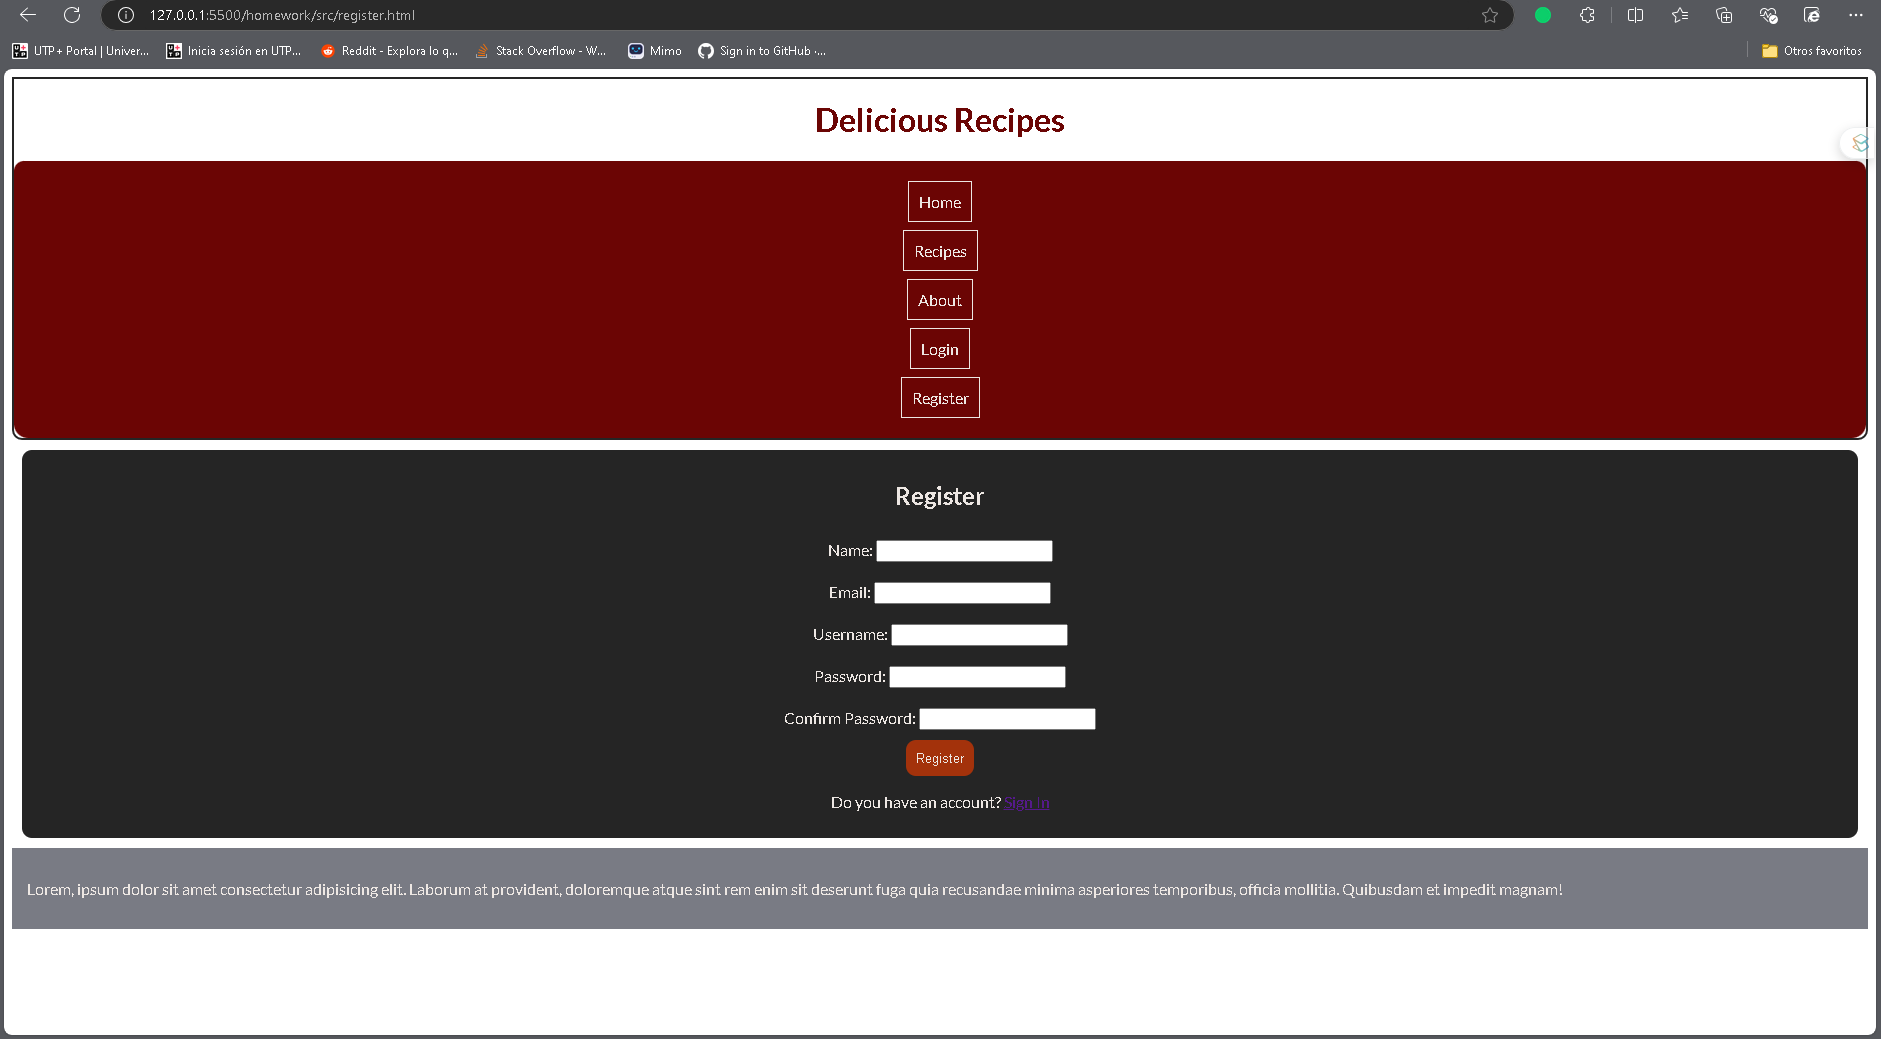 127.0.0.1:5500/homework/src/register.html
UTP+ Portal | Univer... Inicia sesión en UTP... Reddit - Explora lo q... Stack Overflow - W... Mimo Sign in to GitHub ·... Otros favoritos
Delicious Recipes
Home
Recipes
About
Login
Register
Register
Name:
Email:
Username:
Password:
Confirm Password:
Register
Do you have an account? Sign In
Lorem, ipsum dolor sit amet consectetur adipisicing elit. Laborum at provident, doloremque atque sint rem enim sit deserunt fuga quia recusandae minima asperiores temporibus, officia mollitia. Quibusdam et impedit magnam!